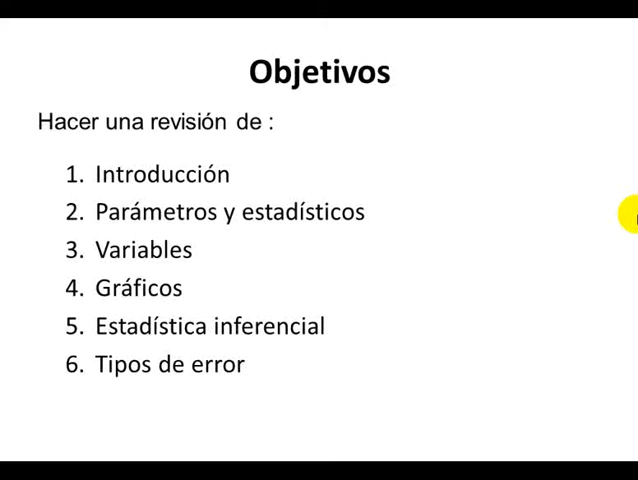 Objetivos
Hacer una revisión de :
1. Introducción
2. Parámetros y estadísticos
3. Variables
4. Gráficos
5. Estadística inferencial
6. Tipos de error